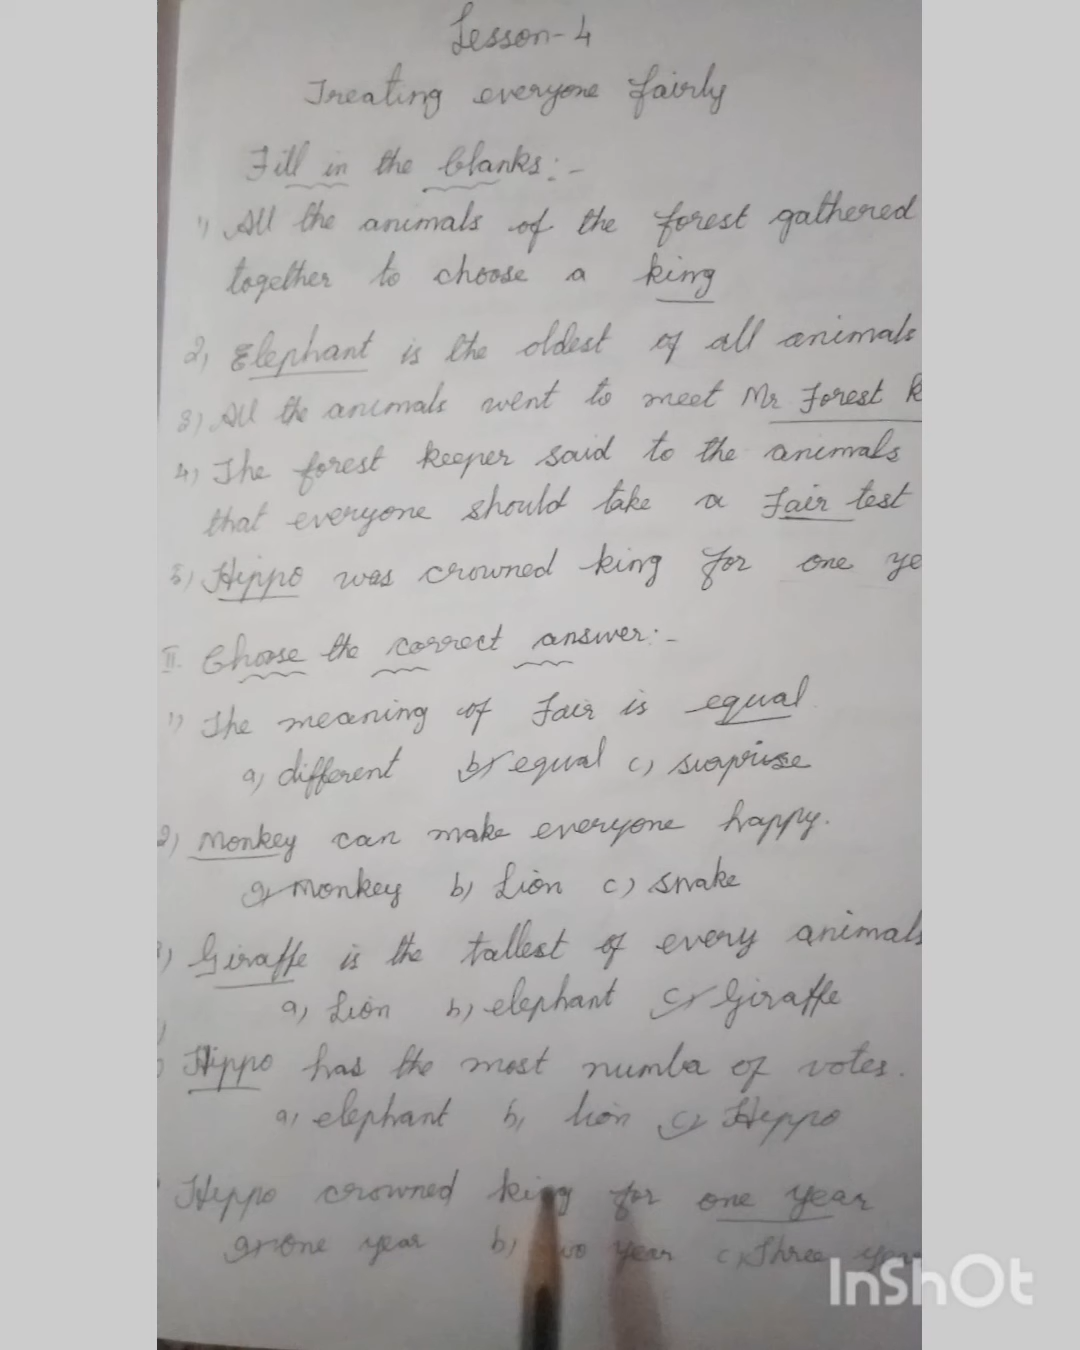 Lesson-4
Treating everyone fairly
Fill in the blanks:-
1) All the animals of the forest gathered
together to choose a king
2) Elephant is the oldest of all animals
3) All the animals went to meet Mr Forest k
4) The forest keeper said to the animals
that everyone should take a Fair test
5) Hippo was crowned king for one ye
II. Choose the correct answer:-
1) The meaning of Fair is equal
a) different b) equal c) surprise
2) Monkey can make everyone happy.
a) Monkey b) Lion c) snake
) Giraffe is the tallest of every animals
a) Lion b) elephant c) Giraffe
) Hippo has the most numba of votes.
a) elephant b) lion c) Hippo
Hippo crowned king for one year
a) One year b) wo year c) Three
InShOt